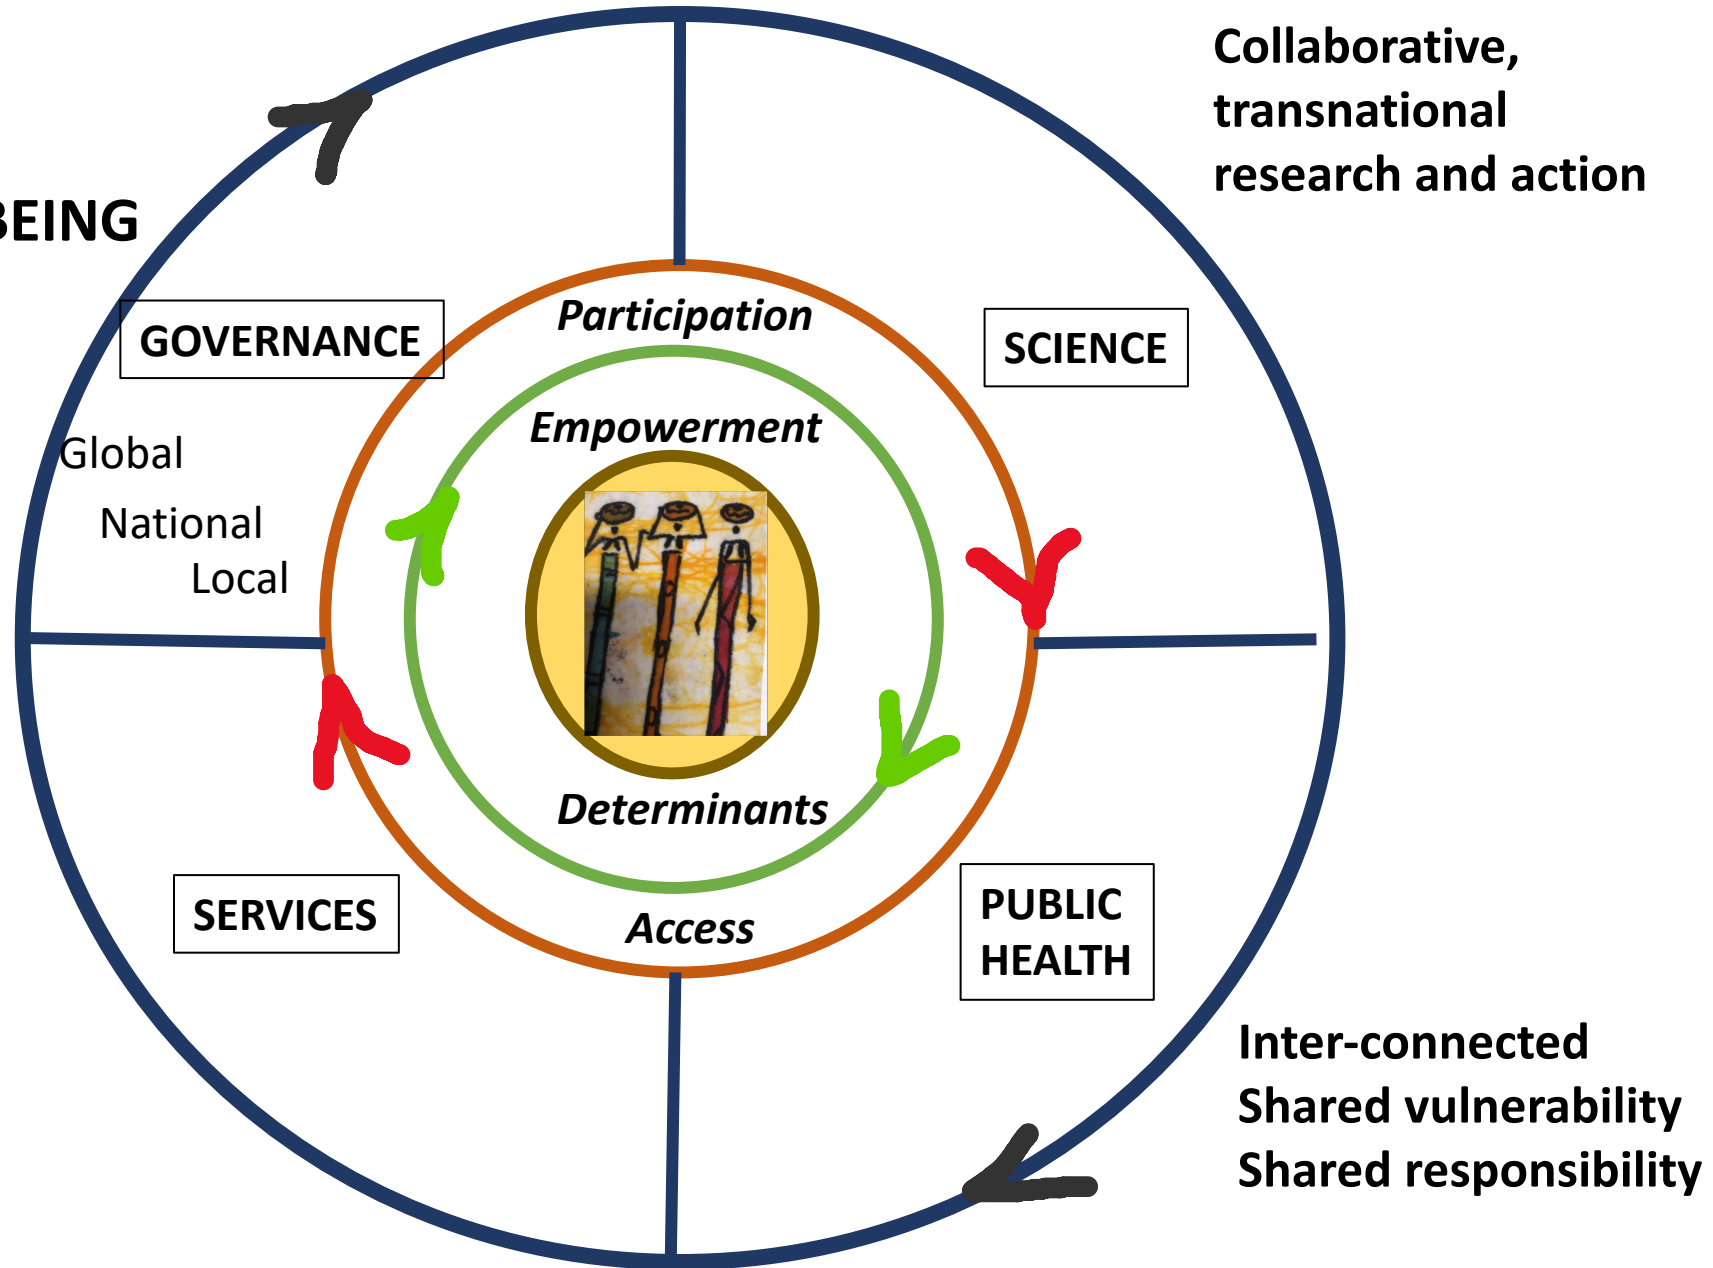 Collaborative,
transnational
research and action
BEING
GOVERNANCE
Participation
SCIENCE
Empowerment
Global
National
Local
Determinants
SERVICES
Access
PUBLIC
HEALTH
Inter-connected
Shared vulnerability
Shared responsibility